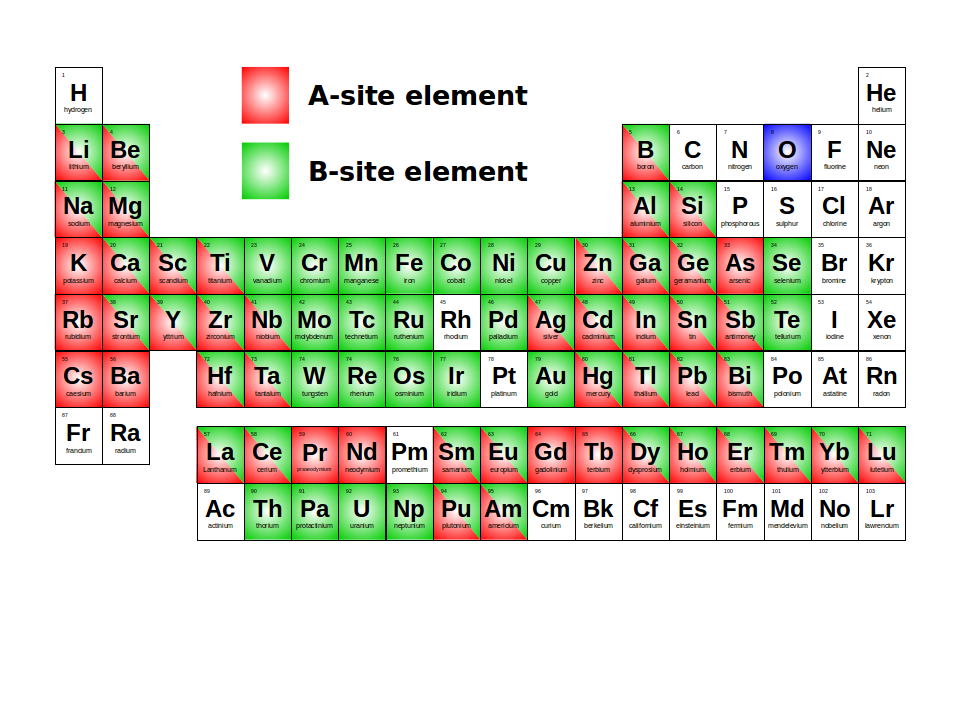 1 2
H A-site element He
hydrogen helium
3 4 5 6 7 8 9 10
Li Be B-site element B C N O F Ne
lithium beryllium boron carbon nitrogen oxygen fluorine neon
11 12 13 14 15 16 17 18
Na Mg Al Si P S Cl Ar
sodium magnesium aluminium silicon phosphorous sulphur chlorine argon
19 20 21 22 23 24 25 26 27 28 29 30 31 32 33 34 35 36
K Ca Sc Ti V Cr Mn Fe Co Ni Cu Zn Ga Ge As Se Br Kr
potassium calcium scandium titanium vanadium chromium manganese iron cobalt nickel copper zinc galium geramanium arsenic selenium bromine krypton
37 38 39 40 41 42 43 44 45 46 47 48 49 50 51 52 53 54
Rb Sr Y Zr Nb Mo Tc Ru Rh Pd Ag Cd In Sn Sb Te I Xe
rubidium strontium yttrium zirconium niobium molybdenum technetium ruthenium rhodium palladium silver cadminium indium tin antimoney tellurium iodine xenon
55 56 72 73 74 74 76 77 78 79 80 81 82 83 84 85 86
Cs Ba Hf Ta W Re Os Ir Pt Au Hg Tl Pb Bi Po At Rn
caesium barium hafnium tantalum tungsten rhenium osminium iridium platinum gold mercury thallium lead bismuth polonium astatine radon
87 88
Fr Ra
francium radium
57 58 59 60 61 62 63 64 65 66 67 68 69 70 71
La Ce Pr Nd Pm Sm Eu Gd Tb Dy Ho Er Tm Yb Lu
Lanthanum cerium praseodymium neodymium promethium samarium europium gadolinium terbium dysprosium holmium erbium thulium ytterbium lutetium
89 90 91 92 93 94 95 96 97 98 99 100 101 102 103
Ac Th Pa U Np Pu Am Cm Bk Cf Es Fm Md No Lr
actinium thorium protactinium uranium neptunium plutonium americium curium berkelium californium einsteinium fermium mendelevium nobelium lawrencium